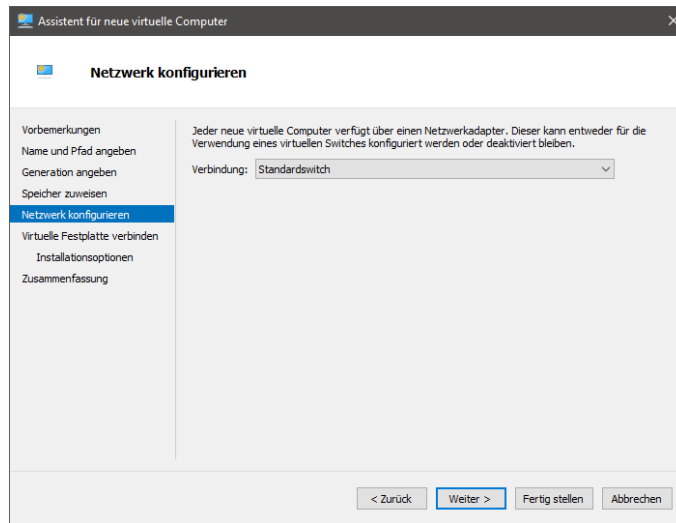 Assistent für neue virtuelle Computer
Netzwerk konfigurieren
Vorbemerkungen
Name und Pfad angeben
Generation angeben
Speicher zuweisen
Netzwerk konfigurieren
Virtuelle Festplatte verbinden
Installationsoptionen
Zusammenfassung
Jeder neue virtuelle Computer verfügt über einen Netzwerkadapter. Dieser kann entweder für die
Verwendung eines virtuellen Switches konfiguriert werden oder deaktiviert bleiben.
Verbindung: Standardswitch
< Zurück Weiter > Fertig stellen Abbrechen